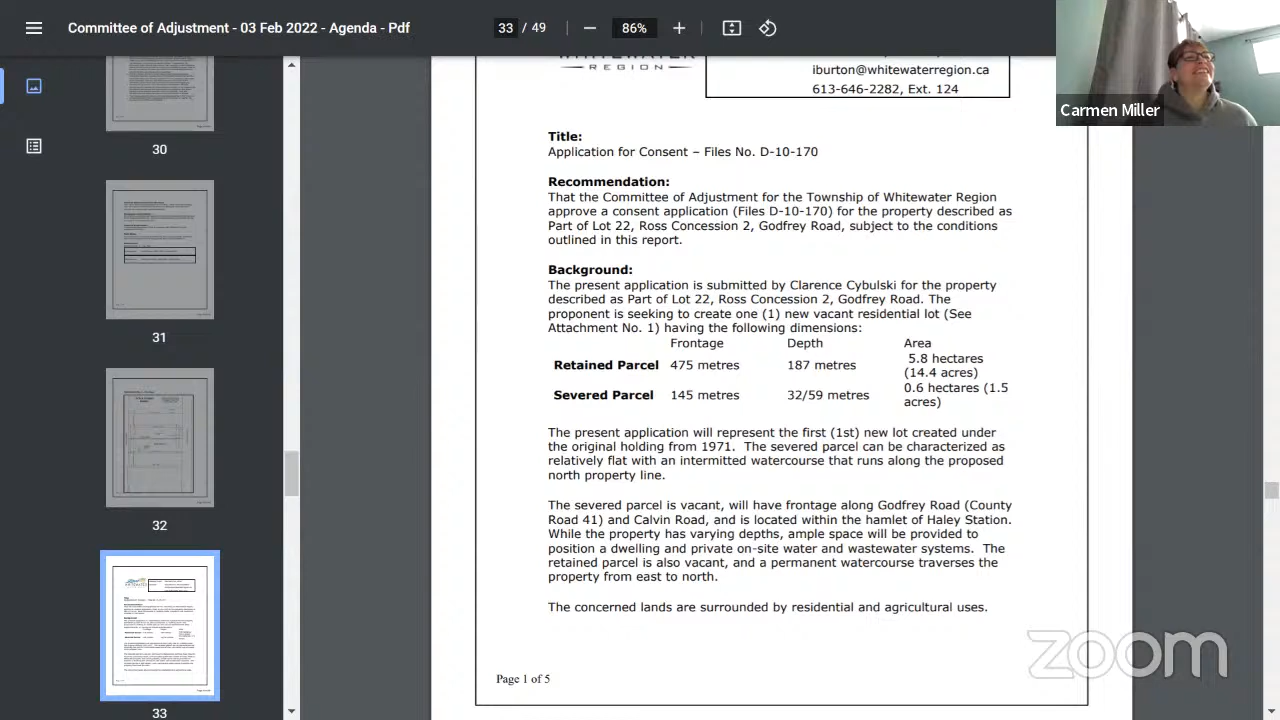 Committee of Adjustment - 03 Feb 2022 - Agenda - Pdf
33 / 49
86%
Carmen Miller
30
31
32
33
REGION
iburton@whitewaterregion.ca
613-646-2282, Ext. 124
Title:
Application for Consent – Files No. D-10-170
Recommendation:
That the Committee of Adjustment for the Township of Whitewater Region
approve a consent application (Files D-10-170) for the property described as
Part of Lot 22, Ross Concession 2, Godfrey Road, subject to the conditions
outlined in this report.
Background:
The present application is submitted by Clarence Cybulski for the property
described as Part of Lot 22, Ross Concession 2, Godfrey Road. The
proponent is seeking to create one (1) new vacant residential lot (See
Attachment No. 1) having the following dimensions:
Frontage Depth Area
Retained Parcel 475 metres 187 metres 5.8 hectares
(14.4 acres)
Severed Parcel 145 metres 32/59 metres 0.6 hectares (1.5
acres)
The present application will represent the first (1st) new lot created under
the original holding from 1971. The severed parcel can be characterized as
relatively flat with an intermitted watercourse that runs along the proposed
north property line.
The severed parcel is vacant, will have frontage along Godfrey Road (County
Road 41) and Calvin Road, and is located within the hamlet of Haley Station.
While the property has varying depths, ample space will be provided to
position a dwelling and private on-site water and wastewater systems. The
retained parcel is also vacant, and a permanent watercourse traverses the
property from east to north.
The concerned lands are surrounded by residential and agricultural uses.
Page 1 of 5
zoom